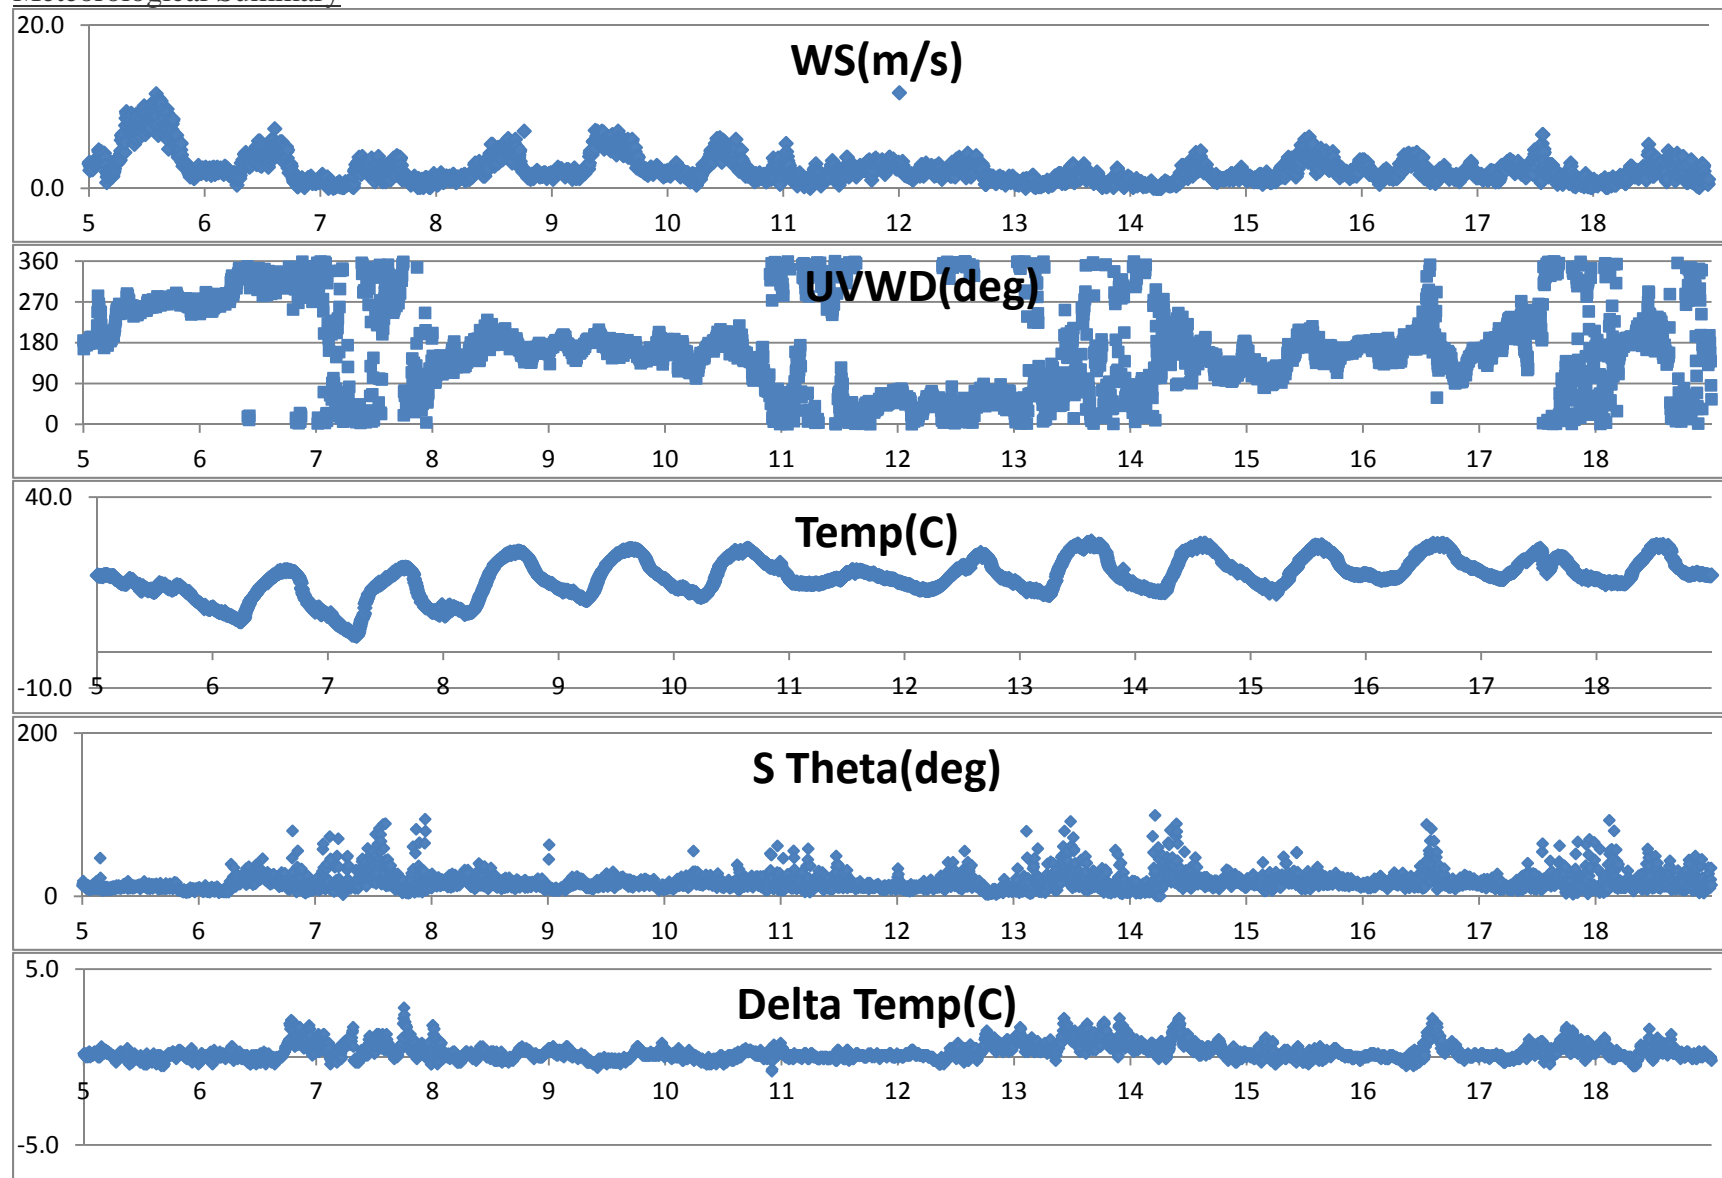 Meteorological Summary
20.0
WS(m/s)
0.0
5 6 7 8 9 10 11 12 13 14 15 16 17 18
360
270
UVWD(deg)
180
90
0
5 6 7 8 9 10 11 12 13 14 15 16 17 18
40.0
Temp(C)
-10.0 5 6 7 8 9 10 11 12 13 14 15 16 17 18
200
S Theta(deg)
0
5 6 7 8 9 10 11 12 13 14 15 16 17 18
5.0
Delta Temp(C)
5 6 7 8 9 10 11 12 13 14 15 16 17 18
-5.0